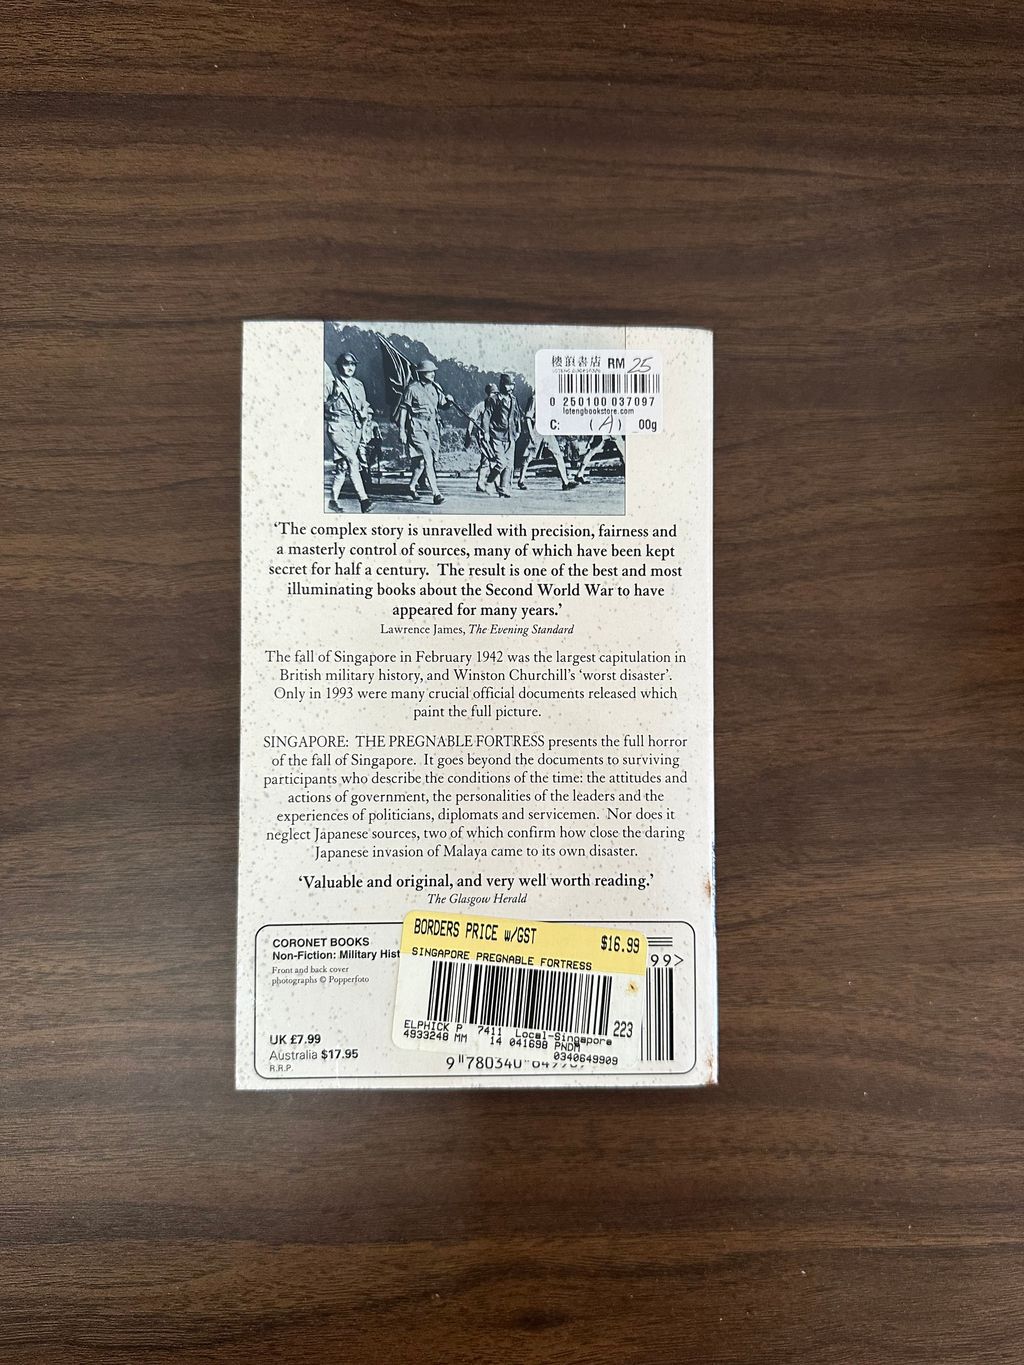 樓頂書店 RM 25
0 250100 037097
lotengbookstore.com
C: (A) 00g
‘The complex story is unravelled with precision, fairness and
a masterly control of sources, many of which have been kept
secret for half a century. The result is one of the best and most
illuminating books about the Second World War to have
appeared for many years.’
Lawrence James, The Evening Standard
The fall of Singapore in February 1942 was the largest capitulation in
British military history, and Winston Churchill’s ‘worst disaster’.
Only in 1993 were many crucial official documents released which
paint the full picture.
SINGAPORE: THE PREGNABLE FORTRESS presents the full horror
of the fall of Singapore. It goes beyond the documents to surviving
participants who describe the conditions of the time: the attitudes and
actions of government, the personalities of the leaders and the
experiences of politicians, diplomats and servicemen. Nor does it
neglect Japanese sources, two of which confirm how close the daring
Japanese invasion of Malaya came to its own disaster.
‘Valuable and original, and very well worth reading.’
The Glasgow Herald
CORONET BOOKS
Non-Fiction: Military Hist
Front and back cover
photographs © Popperfoto
UK £7.99
Australia $17.95
R.R.P.
BORDERS PRICE w/GST $16.99
SINGAPORE PREGNABLE FORTRESS
223
ELPHICK P 7411 Local-Singapore
4933248 MM 14 041698 PNDM
0340649909
99>
9 780340